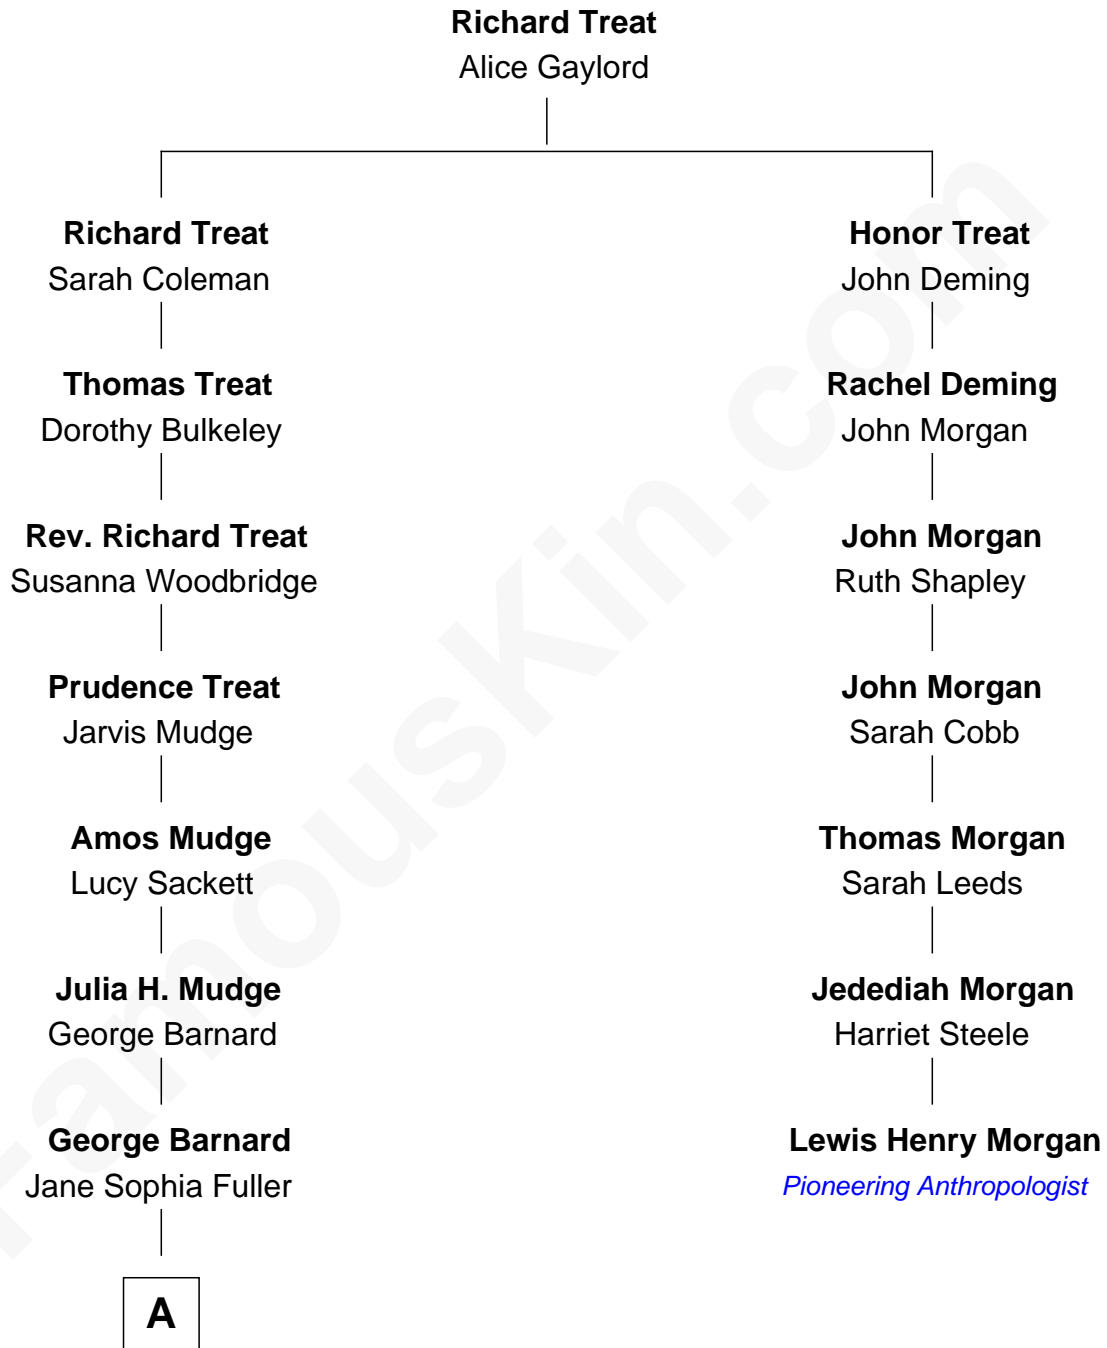 Richard Treat
Alice Gaylord
Richard Treat
Sarah Coleman
Honor Treat
John Deming
Thomas Treat
Dorothy Bulkeley
Rachel Deming
John Morgan
Rev. Richard Treat
Susanna Woodbridge
John Morgan
Ruth Shapley
Prudence Treat
Jarvis Mudge
John Morgan
Sarah Cobb
Amos Mudge
Lucy Sackett
Thomas Morgan
Sarah Leeds
Julia H. Mudge
George Barnard
Jedediah Morgan
Harriet Steele
George Barnard
Jane Sophia Fuller
Lewis Henry Morgan
Pioneering Anthropologist
A
FamousKin.com